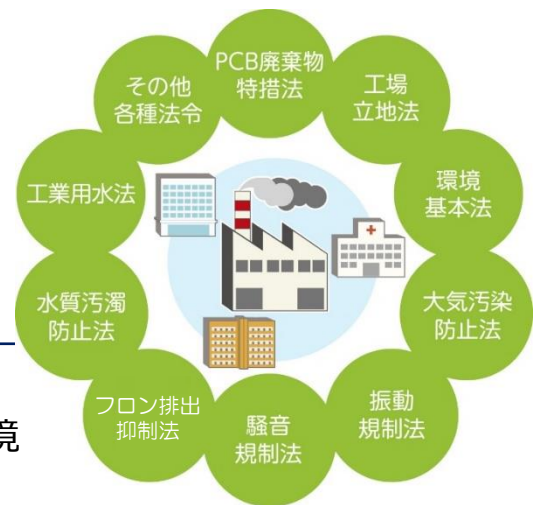 PCB廃棄物
特措法
工場
立地法
環境
基本法
大気汚染
防止法
振動
規制法
騒音
規制法
フロン排出
抑制法
水質汚濁
防止法
工業用水法
その他
各種法令
境